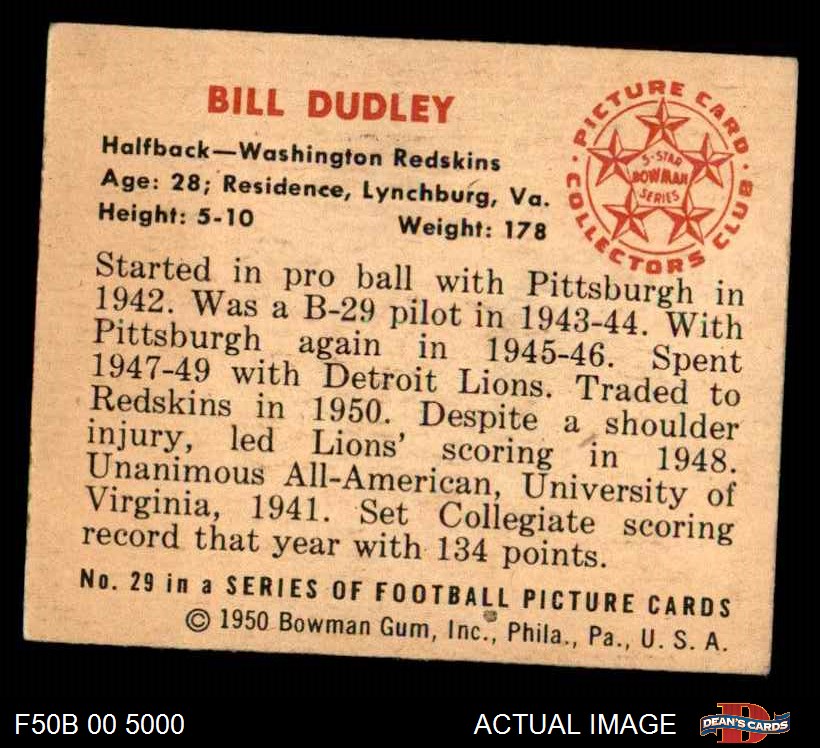 BILL DUDLEY
Halfback—Washington Redskins
Age: 28; Residence, Lynchburg, Va.
Height: 5-10 Weight: 178
PICTURE CARD
COLLECTORS CLUB
5-STAR
BOWMAN
SERIES
Started in pro ball with Pittsburgh in
1942. Was a B-29 pilot in 1943-44. With
Pittsburgh again in 1945-46. Spent
1947-49 with Detroit Lions. Traded to
Redskins in 1950. Despite a shoulder
injury, led Lions' scoring in 1948.
Unanimous All-American, University of
Virginia, 1941. Set Collegiate scoring
record that year with 134 points.
No. 29 in a SERIES OF FOOTBALL PICTURE CARDS
© 1950 Bowman Gum, Inc., Phila., Pa., U. S. A.
F50B 00 5000
ACTUAL IMAGE
D
DEAN'S CARDS